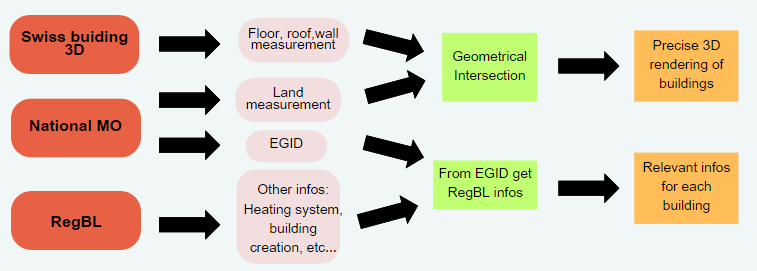 Swiss buiding
3D
Floor, roof,wall
measurement
Geometrical
Intersection
Precise 3D
rendering of
buildings
National MO
Land
measurement
EGID
From EGID get
RegBL infos
Relevant infos
for each
building
RegBL
Other infos:
Heating system,
building
creation, etc...